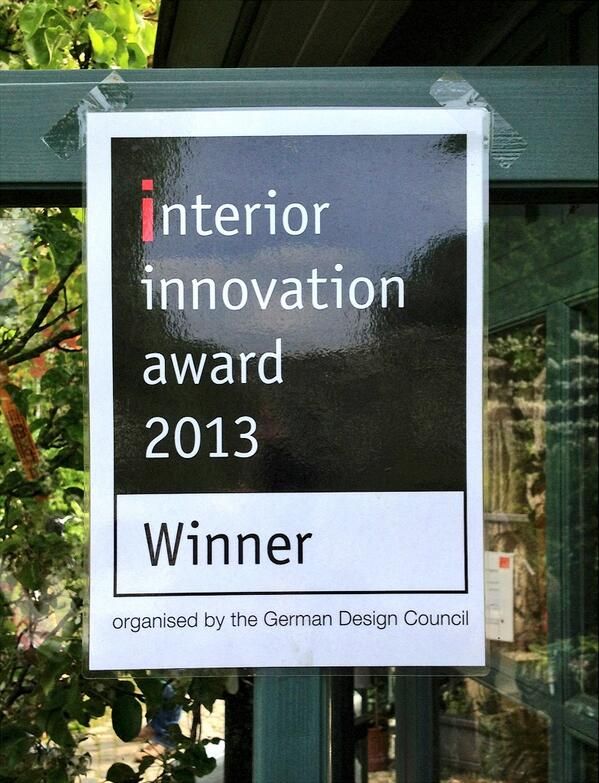 interior
innovation
award
2013
Winner
organised by the German Design Council